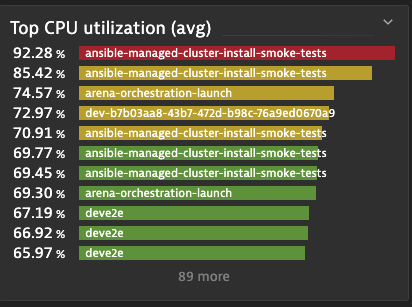 Top CPU utilization (avg)
92.28 % ansible-managed-cluster-install-smoke-tests
85.42 % ansible-managed-cluster-install-smoke-tests
74.57 % arena-orchestration-launch
72.97 % dev-b7b03aa8-43b7-472d-b98c-76a9ed0670a9
70.91 % ansible-managed-cluster-install-smoke-tests
69.77 % ansible-managed-cluster-install-smoke-tests
69.45 % ansible-managed-cluster-install-smoke-tests
69.30 % arena-orchestration-launch
67.19 % deve2e
66.92 % deve2e
65.97 % deve2e
89 more